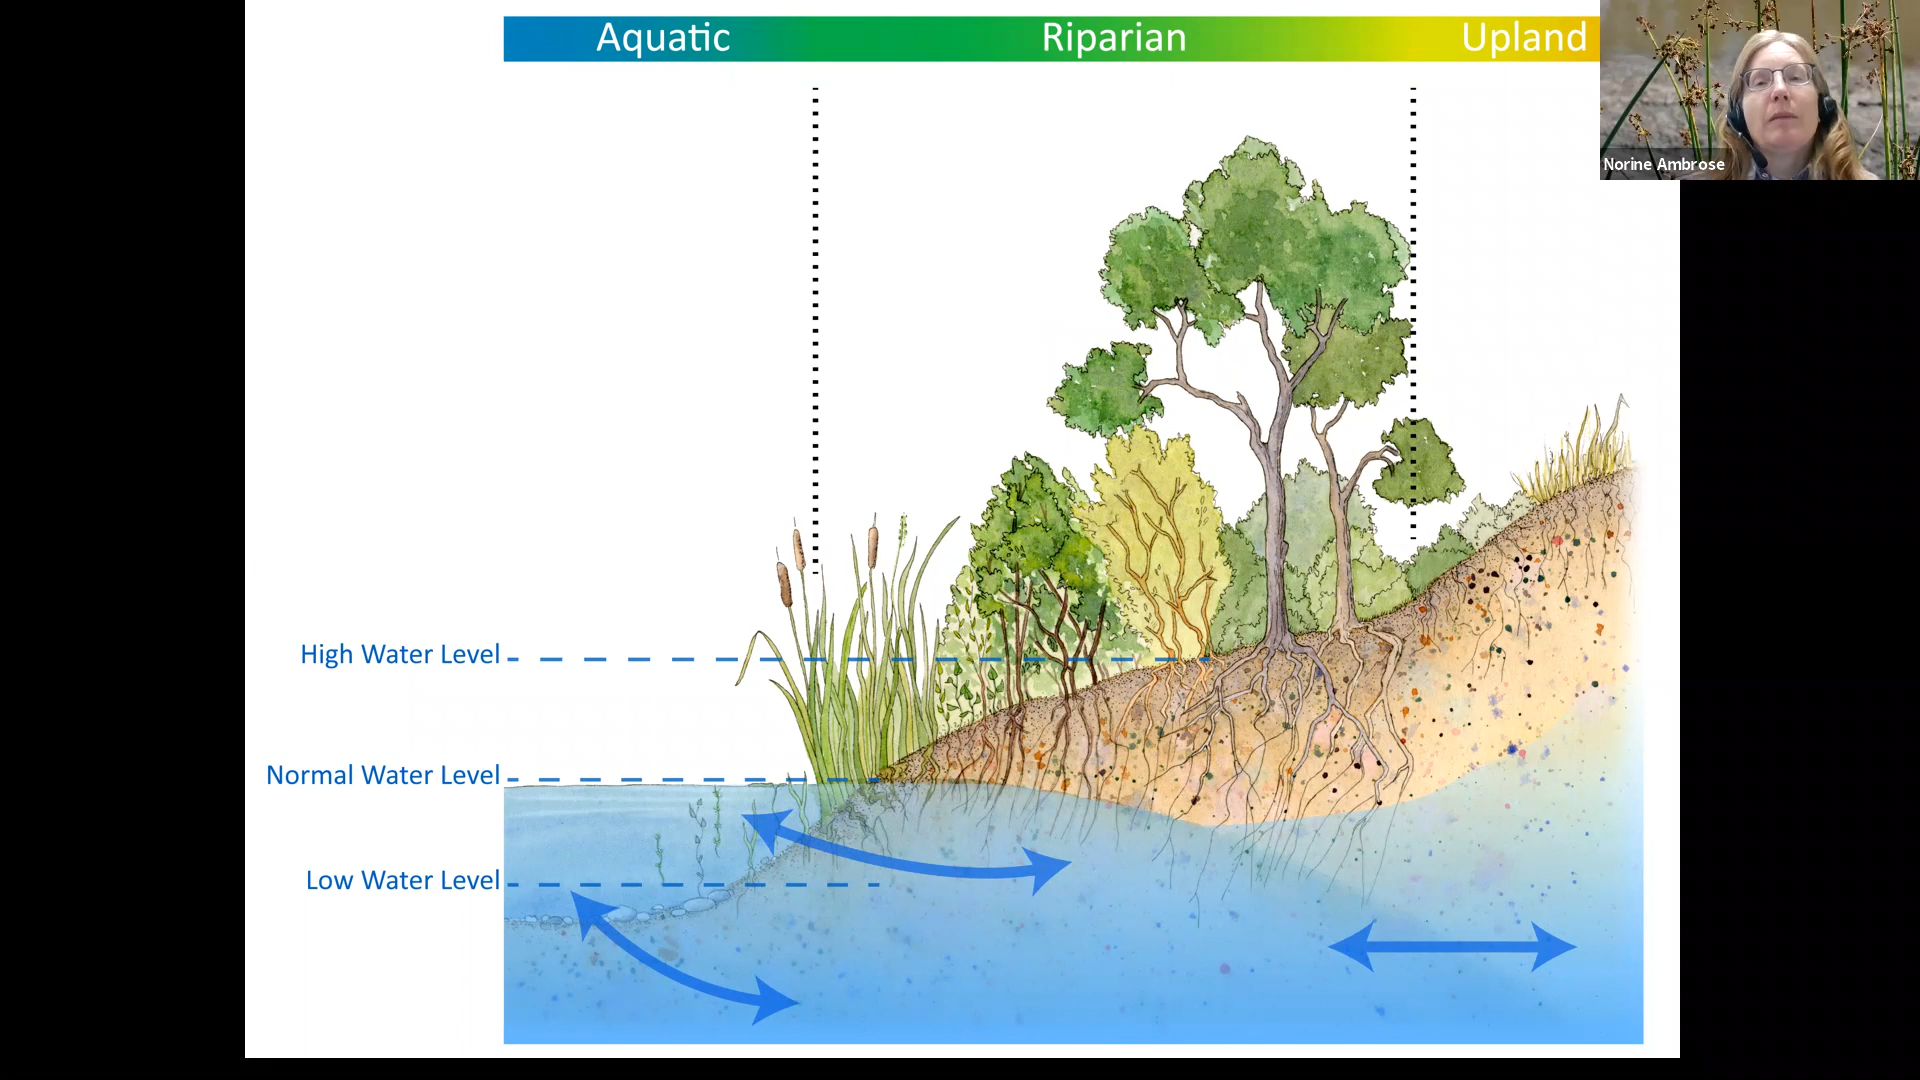 Aquatic
Riparian
Upland
Norine Ambrose
High Water Level
Normal Water Level
Low Water Level